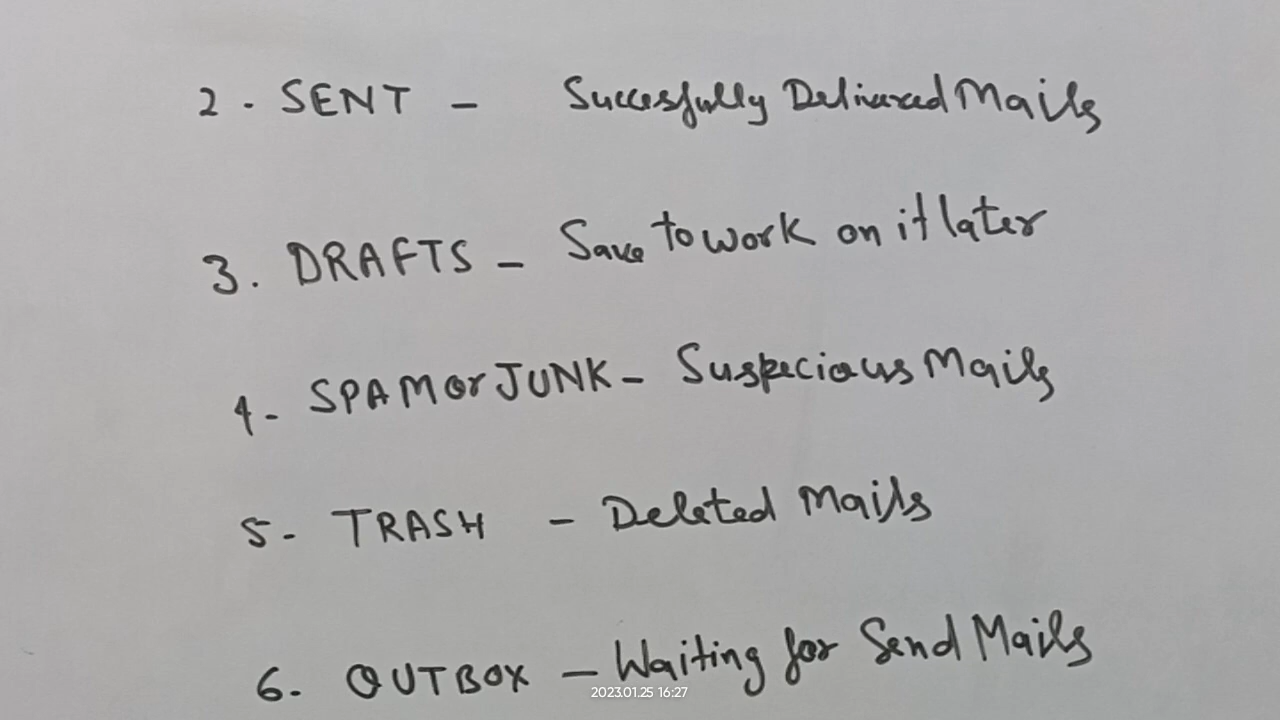 2. SENT - Succesfully Delivered Mails
3. DRAFTS - Save to work on it later
4- SPAM or JUNK - Suspecious Mails
5- TRASH - Deleted Mails
6- OUTBOX - Waiting for Send Mails
2023.01.25 16:27